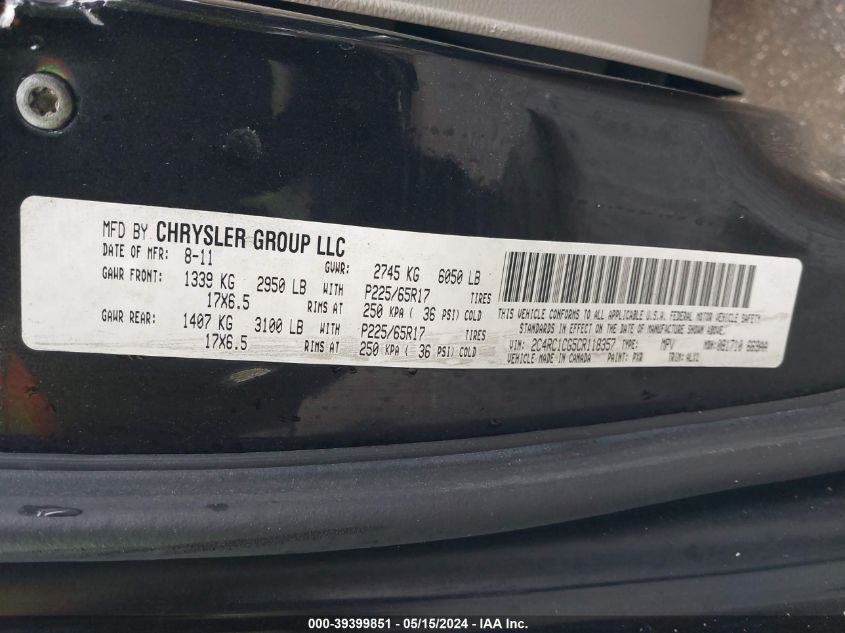 MFD BY CHRYSLER GROUP LLC
DATE OF MFR: 8-11 GVWR: 2745 KG 6050 LB
GAWR FRONT: 1339 KG 2950 LB WITH P225/65R17 TIRES
17X6.5 RIMS AT 250 KPA ( 36 PSI) COLD
GAWR REAR: 1407 KG 3100 LB WITH P225/65R17 TIRES
17X6.5 RIMS AT 250 KPA ( 36 PSI) COLD
THIS VEHICLE CONFORMS TO ALL APPLICABLE U.S.A. FEDERAL MOTOR VEHICLE SAFETY
STANDARDS IN EFFECT ON THE DATE OF MANUFACTURE SHOWN ABOVE.
VIN: 2C4RC1CG5CR118357 TYPE: MPV MDH: 081710 669AA
VEHICLE MADE IN CANADA PAINT: PXR TRIM:
000-39399851 - 05/15/2024 - IAA Inc.